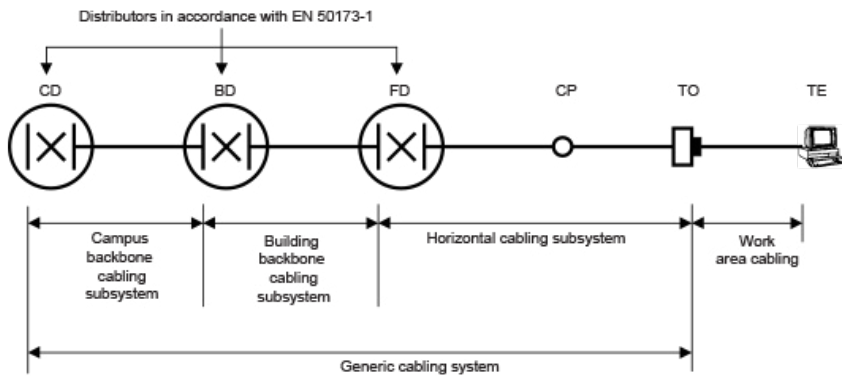 Distributors in accordance with EN 50173-1
CD BD FD CP TO TE
Campus
backbone
cabling
subsystem
Building
backbone
cabling
subsystem
Horizontal cabling subsystem
Work
area cabling
Generic cabling system